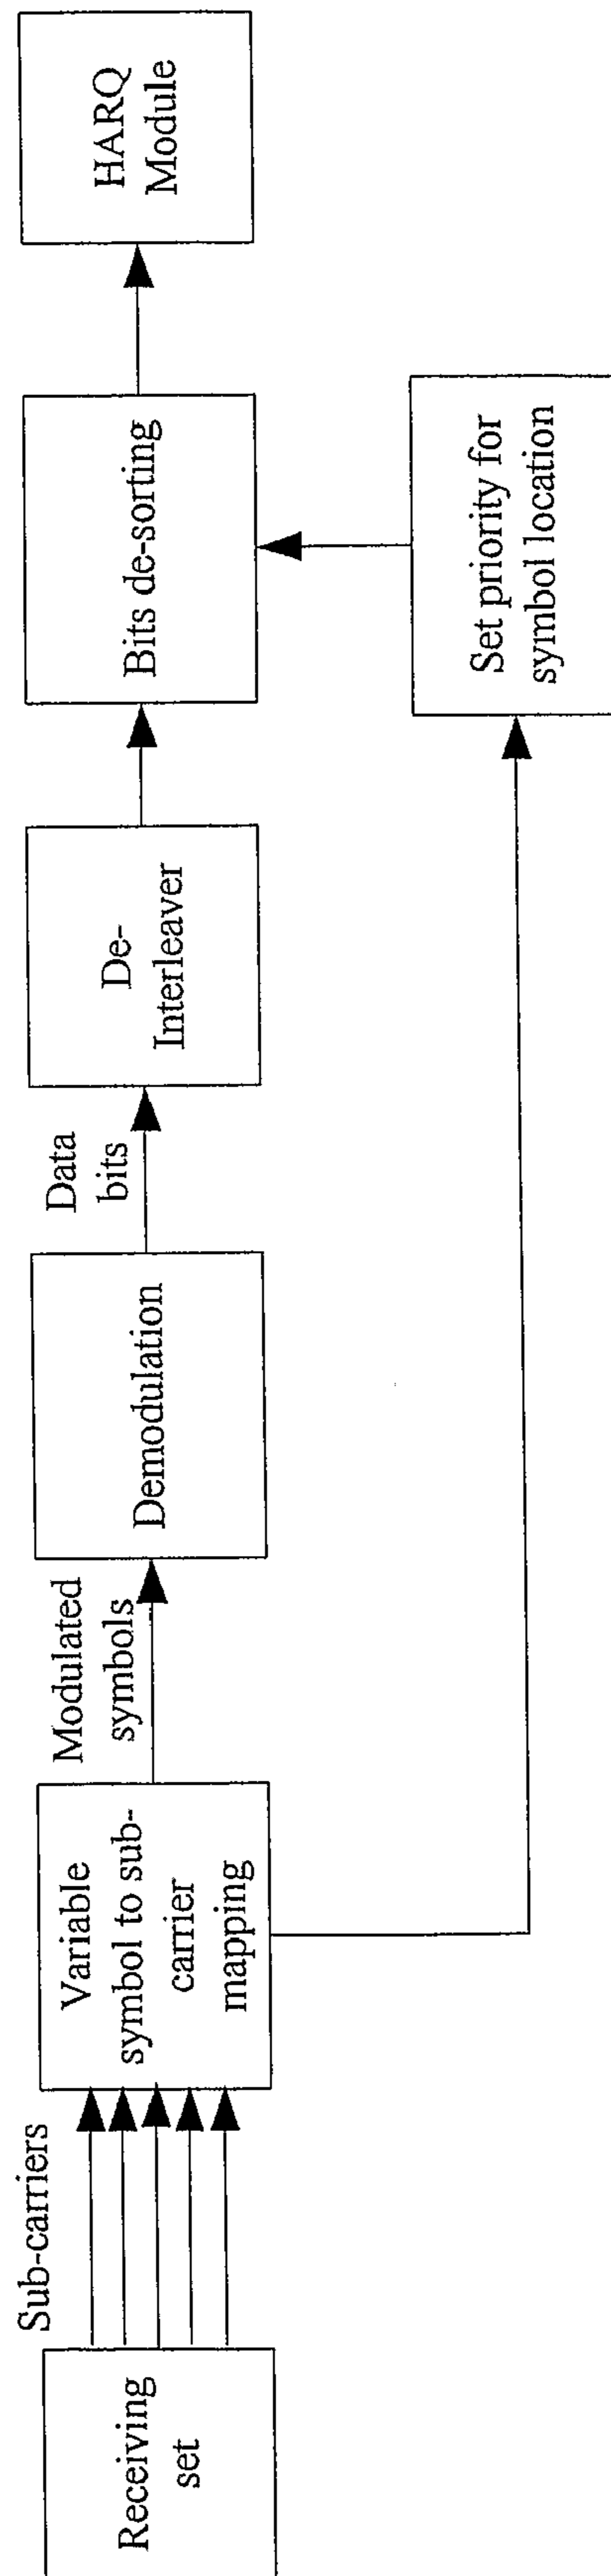 Receiving
set
Sub-carriers
Variable
symbol to sub-
carrier
mapping
Modulated
symbols
Demodulation
Data
bits
De-
Interleaver
Bits de-sorting
HARQ
Module
Set priority for
symbol location